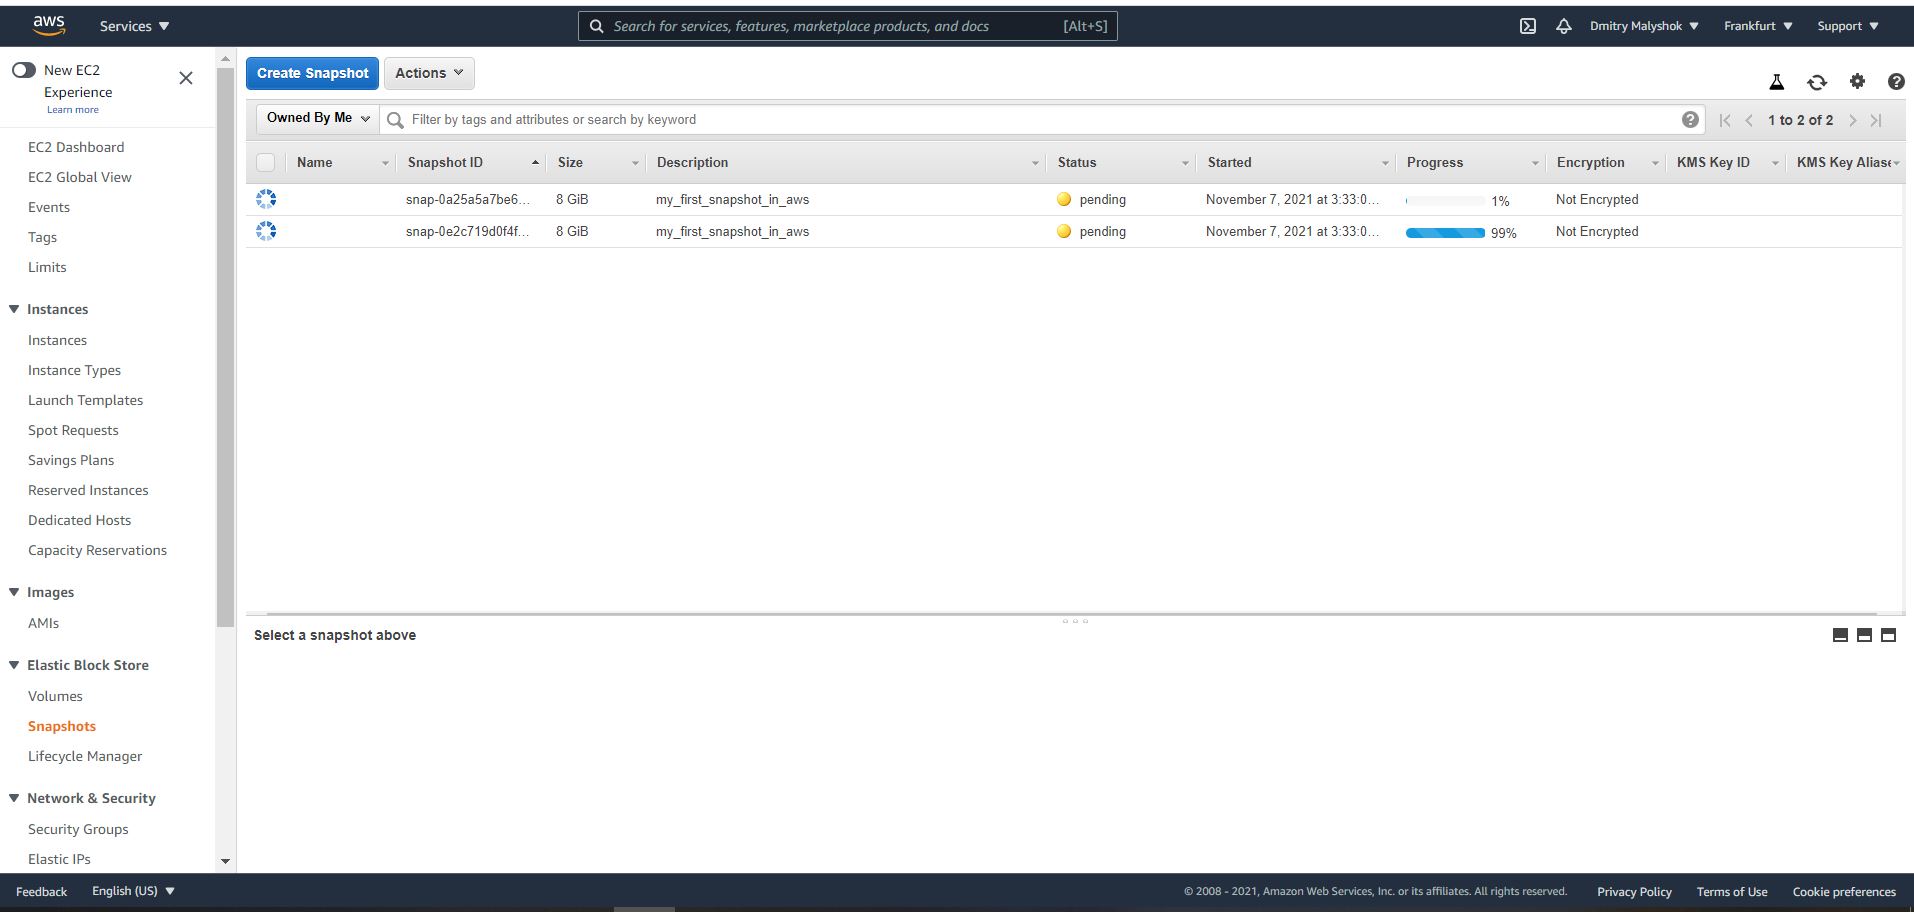 aws Services Search for services, features, marketplace products, and docs [Alt+S] Dmitry Malyshok Frankfurt Support
New EC2
Experience
Learn more
EC2 Dashboard
EC2 Global View
Events
Tags
Limits
Instances
Instances
Instance Types
Launch Templates
Spot Requests
Savings Plans
Reserved Instances
Dedicated Hosts
Capacity Reservations
Images
AMIs
Elastic Block Store
Volumes
Snapshots
Lifecycle Manager
Network & Security
Security Groups
Elastic IPs
Create Snapshot Actions
Owned By Me Filter by tags and attributes or search by keyword 1 to 2 of 2
Name Snapshot ID Size Description Status Started Progress Encryption KMS Key ID KMS Key Alias
snap-0a25a5a7be6... 8 GiB my_first_snapshot_in_aws pending November 7, 2021 at 3:33:0... 1% Not Encrypted
snap-0e2c719d0f4f... 8 GiB my_first_snapshot_in_aws pending November 7, 2021 at 3:33:0... 99% Not Encrypted
Select a snapshot above
Feedback English (US) © 2008 - 2021, Amazon Web Services, Inc. or its affiliates. All rights reserved. Privacy Policy Terms of Use Cookie preferences